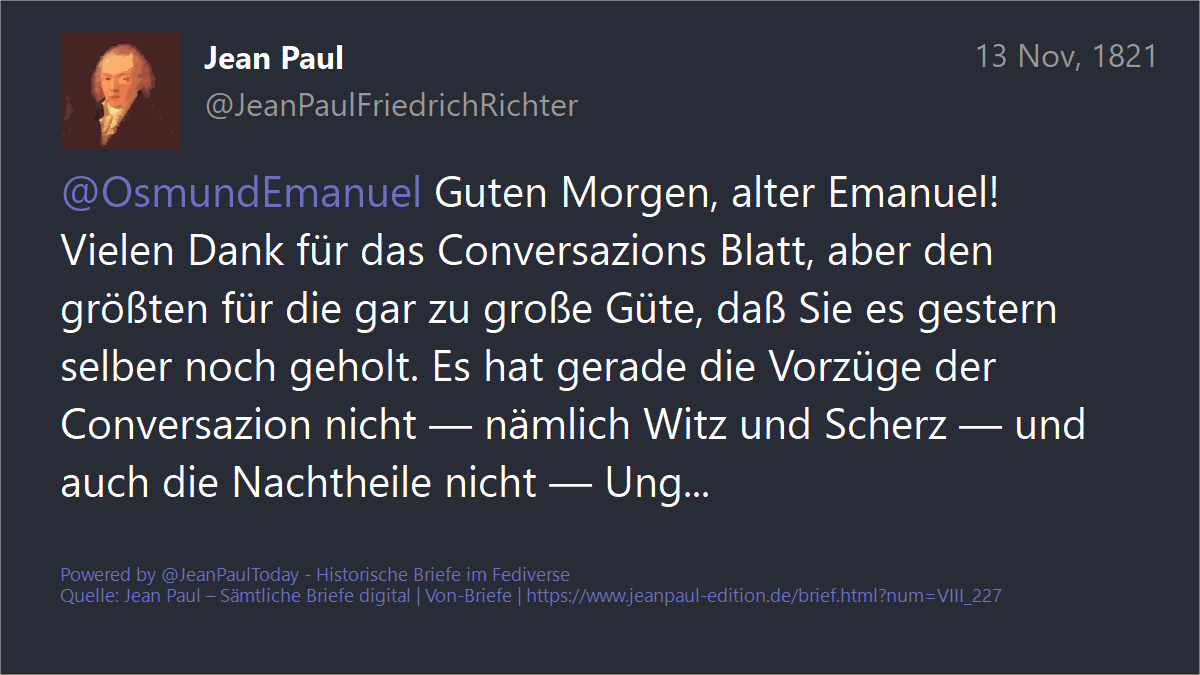 Jean Paul
13 Nov, 1821
@JeanPaulFriedrichRichter
@OsmundEmanuel Guten Morgen, alter Emanuel!
Vielen Dank für das Conversazions Blatt, aber den
größten für die gar zu große Güte, daß Sie es gestern
selber noch geholt. Es hat gerade die Vorzüge der
Conversazion nicht — nämlich Witz und Scherz — und
auch die Nachtheile nicht — Ung...
Powered by @JeanPaulToday - Historische Briefe im Fediverse
Quelle: Jean Paul – Sämtliche Briefe digital | Von-Briefe | https://www.jeanpaul-edition.de/brief.html?num=VIII_227